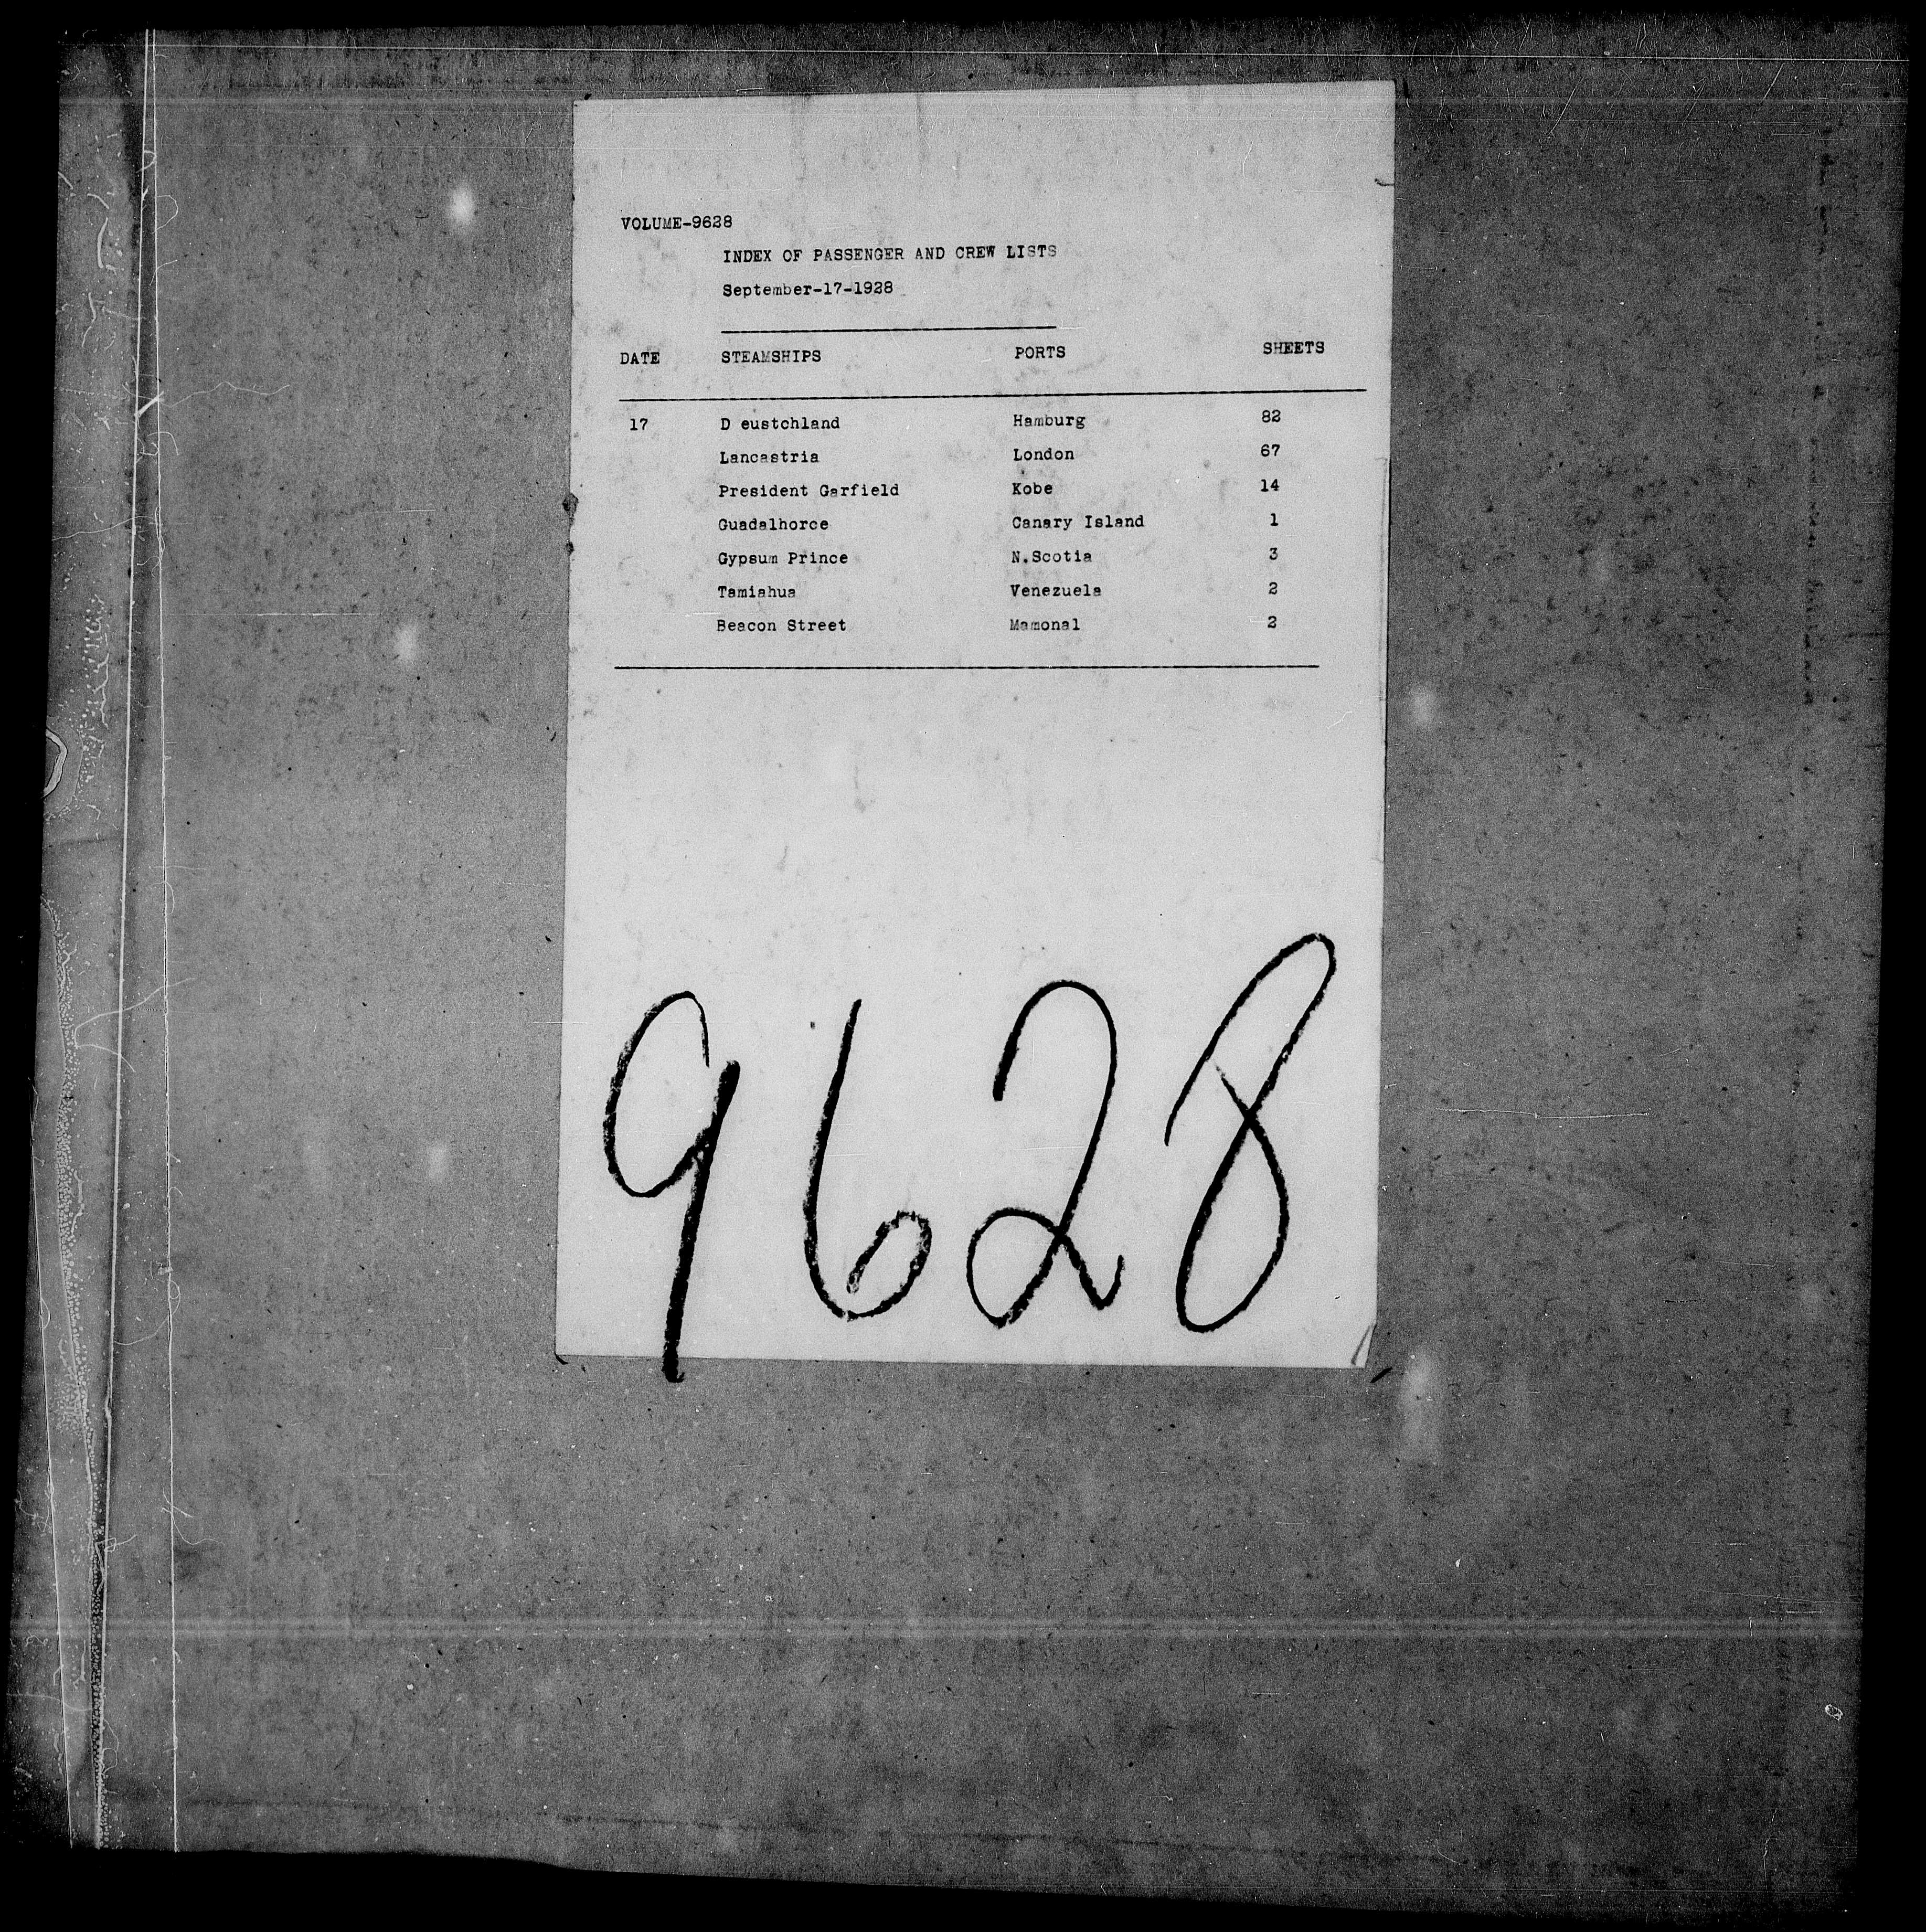 VOLUME-9628
INDEX OF PASSENGER AND CREW LISTS
September-17-1928
DATE STEAMSHIPS PORTS SHEETS
17 D eustchland Hamburg 82
Lancastria London 67
President Garfield Kobe 14
Guadalhorce Canary Island 1
Gypsum Prince N.Scotia 3
Tamiahua Venezuela 2
Beacon Street Mamonal 2
9628